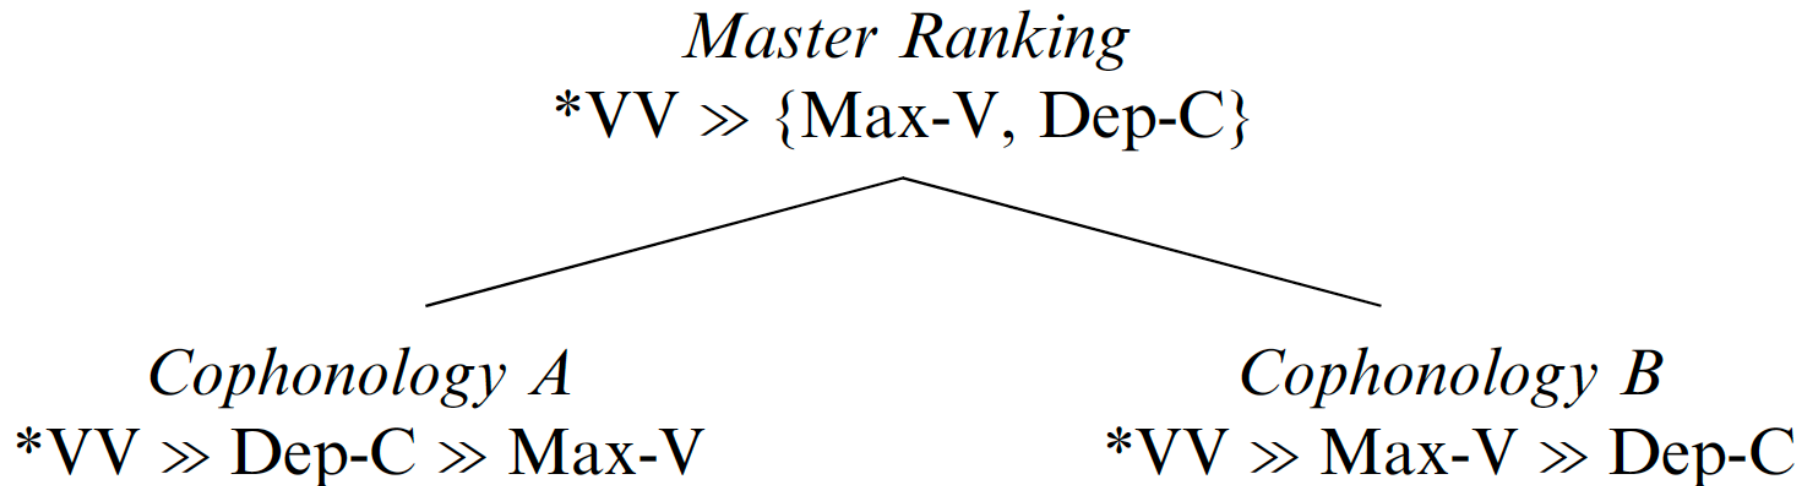 Master Ranking
*VV ≫ {Max-V, Dep-C}
Cophonology A
*VV ≫ Dep-C ≫ Max-V
Cophonology B
*VV ≫ Max-V ≫ Dep-C